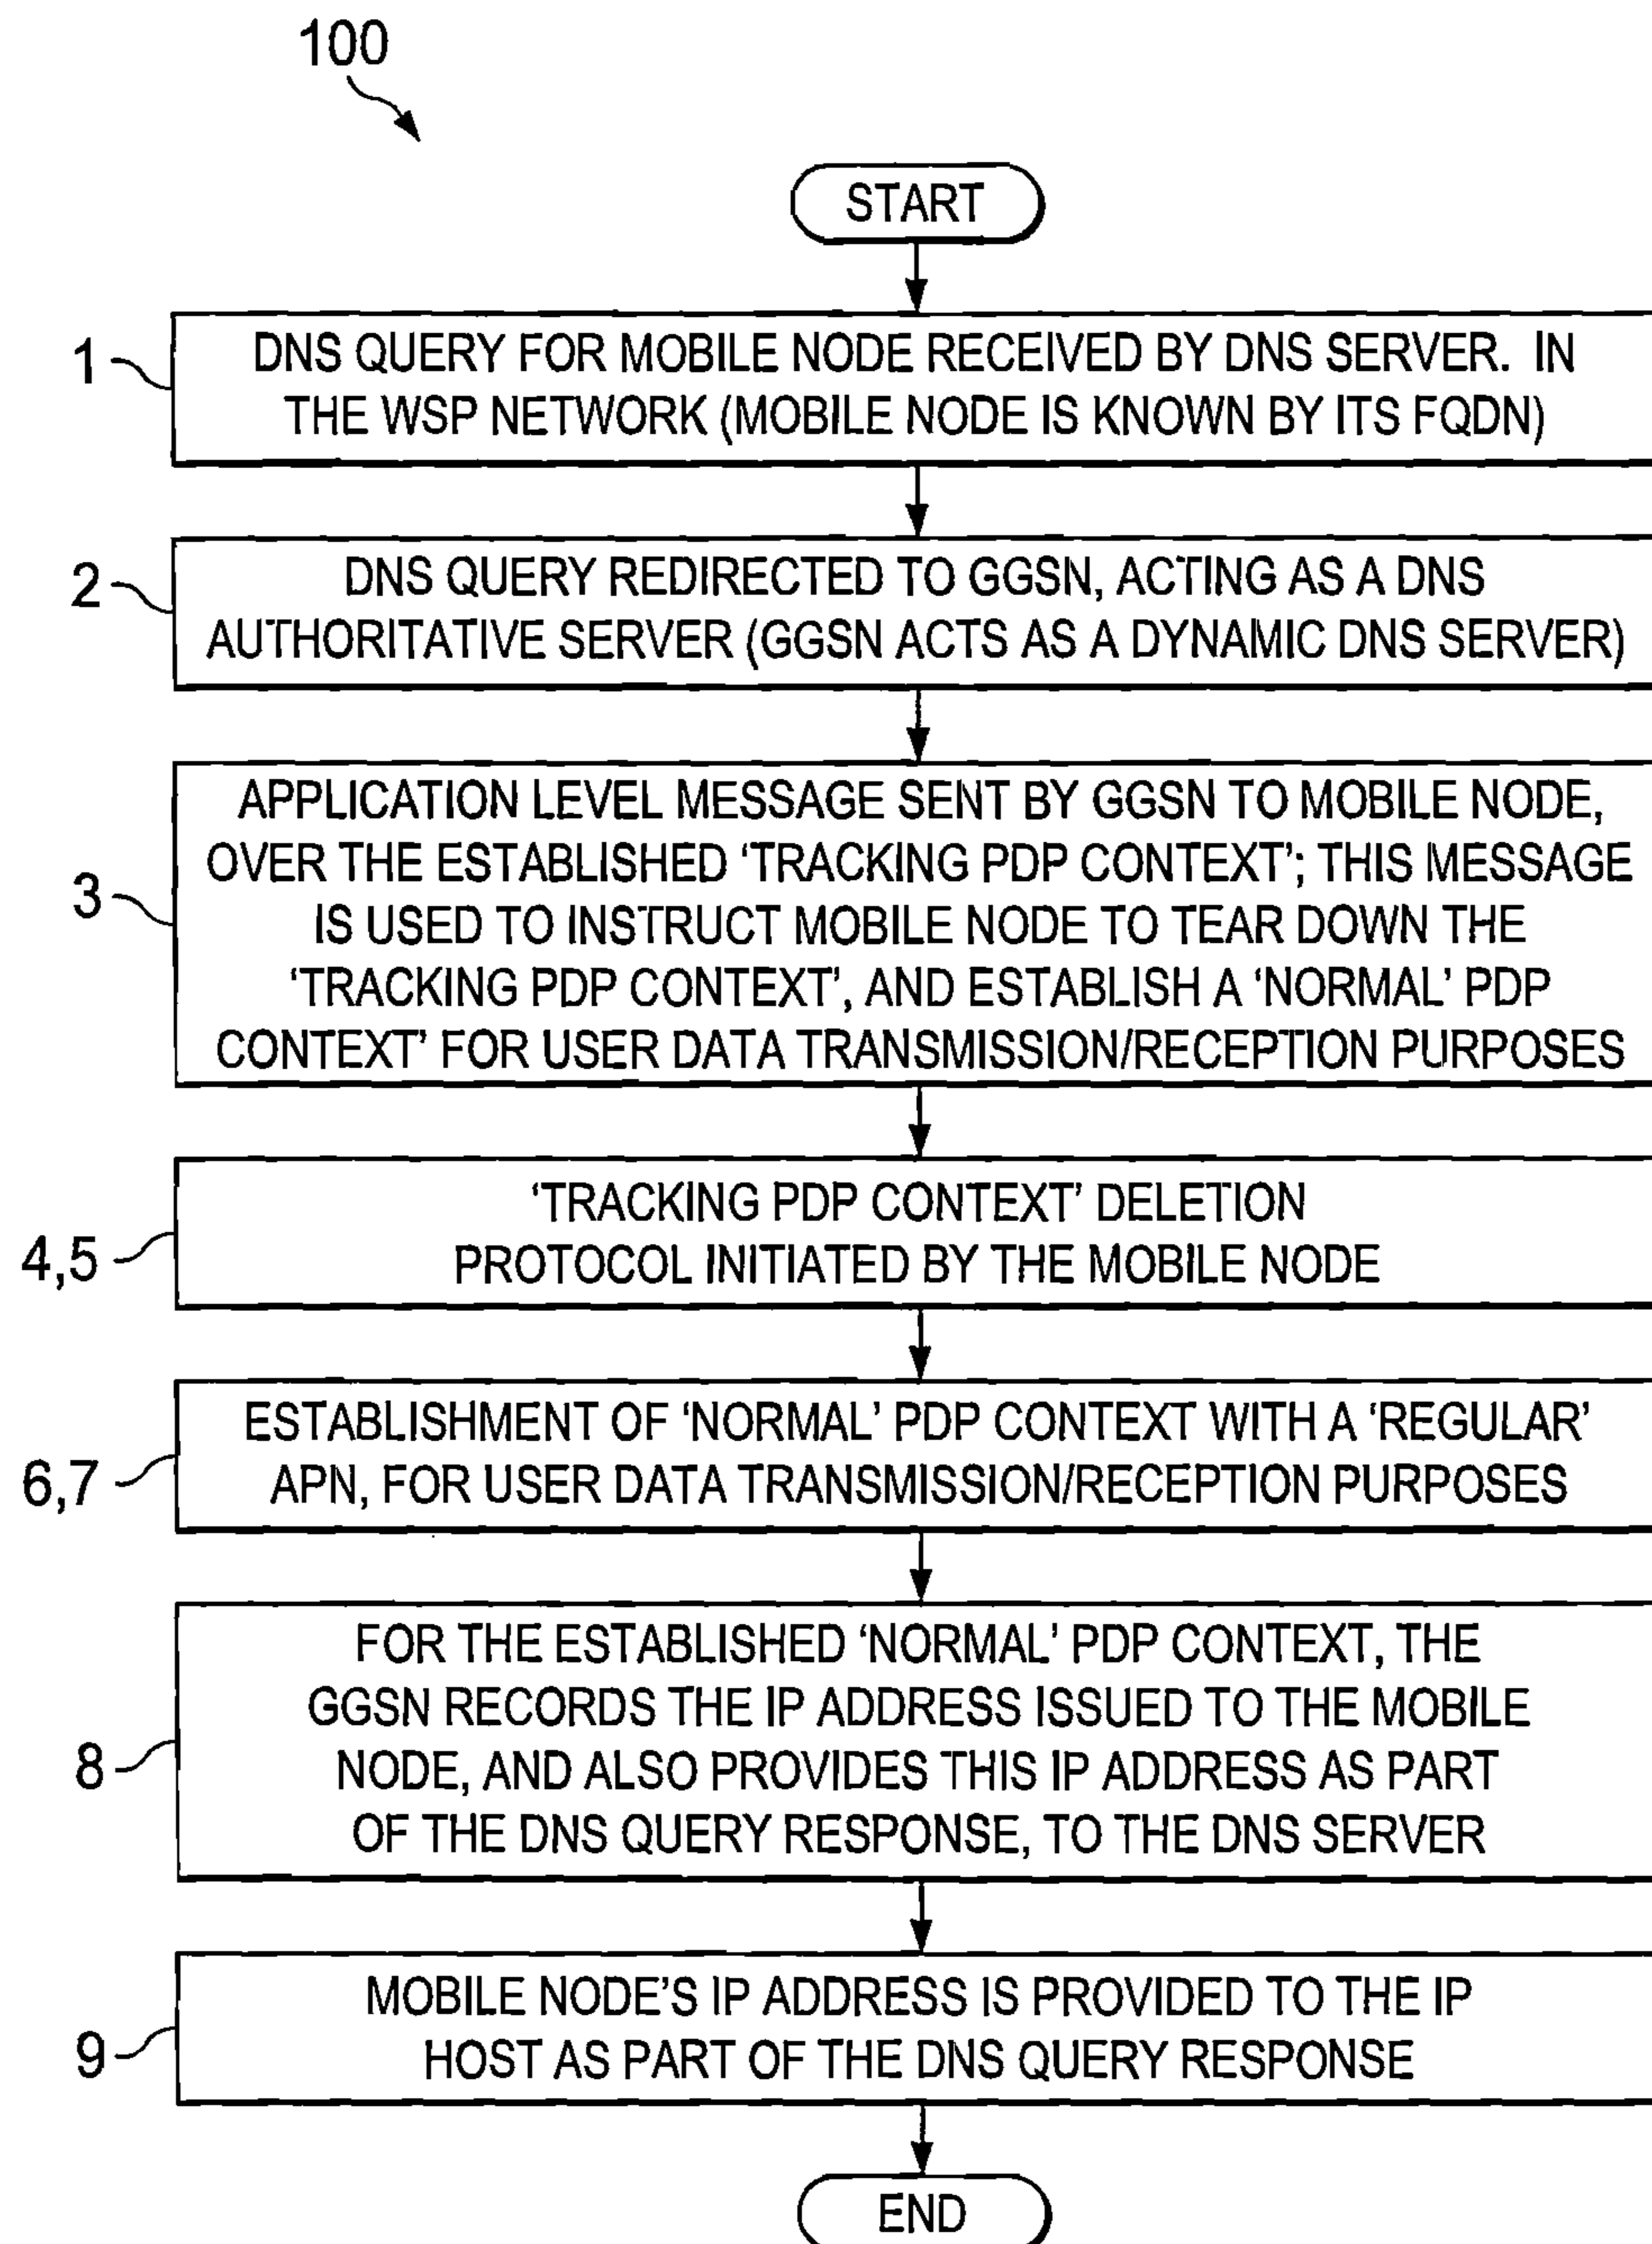 100
START
1
DNS QUERY FOR MOBILE NODE RECEIVED BY DNS SERVER. IN
THE WSP NETWORK (MOBILE NODE IS KNOWN BY ITS FQDN)
2
DNS QUERY REDIRECTED TO GGSN, ACTING AS A DNS
AUTHORITATIVE SERVER (GGSN ACTS AS A DYNAMIC DNS SERVER)
3
APPLICATION LEVEL MESSAGE SENT BY GGSN TO MOBILE NODE,
OVER THE ESTABLISHED ‘TRACKING PDP CONTEXT’; THIS MESSAGE
IS USED TO INSTRUCT MOBILE NODE TO TEAR DOWN THE
‘TRACKING PDP CONTEXT’, AND ESTABLISH A ‘NORMAL’ PDP
CONTEXT’ FOR USER DATA TRANSMISSION/RECEPTION PURPOSES
4,5
‘TRACKING PDP CONTEXT’ DELETION
PROTOCOL INITIATED BY THE MOBILE NODE
6,7
ESTABLISHMENT OF ‘NORMAL’ PDP CONTEXT WITH A ‘REGULAR’
APN, FOR USER DATA TRANSMISSION/RECEPTION PURPOSES
8
FOR THE ESTABLISHED ‘NORMAL’ PDP CONTEXT, THE
GGSN RECORDS THE IP ADDRESS ISSUED TO THE MOBILE
NODE, AND ALSO PROVIDES THIS IP ADDRESS AS PART
OF THE DNS QUERY RESPONSE, TO THE DNS SERVER
9
MOBILE NODE’S IP ADDRESS IS PROVIDED TO THE IP
HOST AS PART OF THE DNS QUERY RESPONSE
END